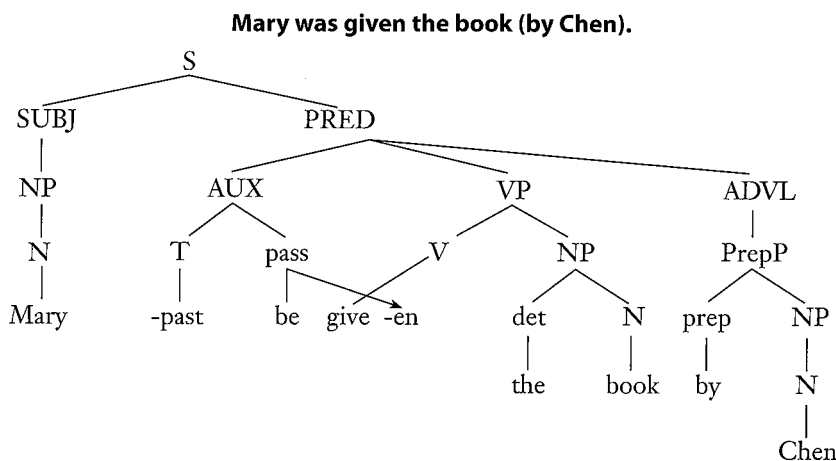 Mary was given the book (by Chen).
S
SUBJ PRED
NP AUX VP ADVL
N T pass V NP PrepP
Mary -past be give -en det N prep NP
the book by N
Chen